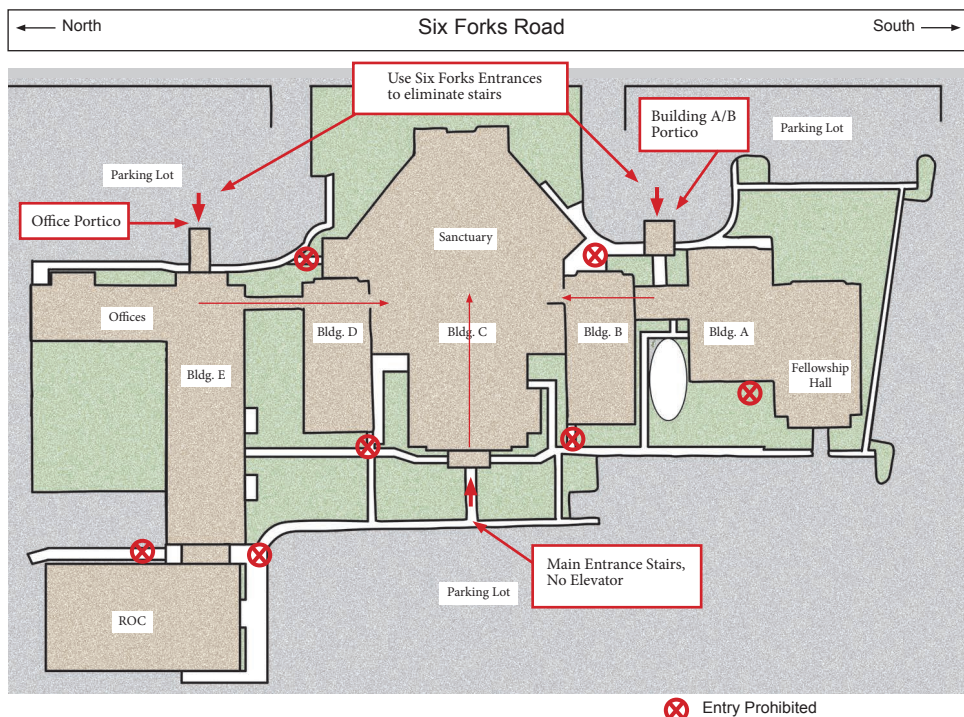 North
Six Forks Road
South
Use Six Forks Entrances
to eliminate stairs
Building A/B
Portico
Parking Lot
Parking Lot
Office Portico
Sanctuary
Offices
Bldg. D
Bldg. C
Bldg. B
Bldg. A
Bldg. E
Fellowship
Hall
Main Entrance Stairs,
No Elevator
Parking Lot
ROC
Entry Prohibited